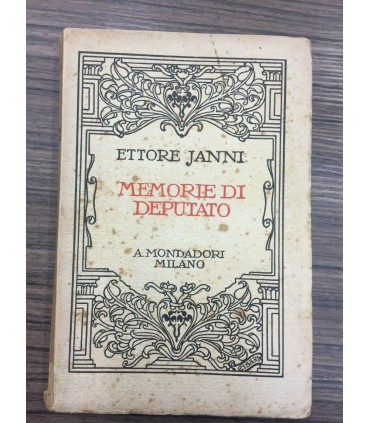 ETTORE JANNI
MEMORIE DI
DEPUTATO
A. MONDADORI
MILANO